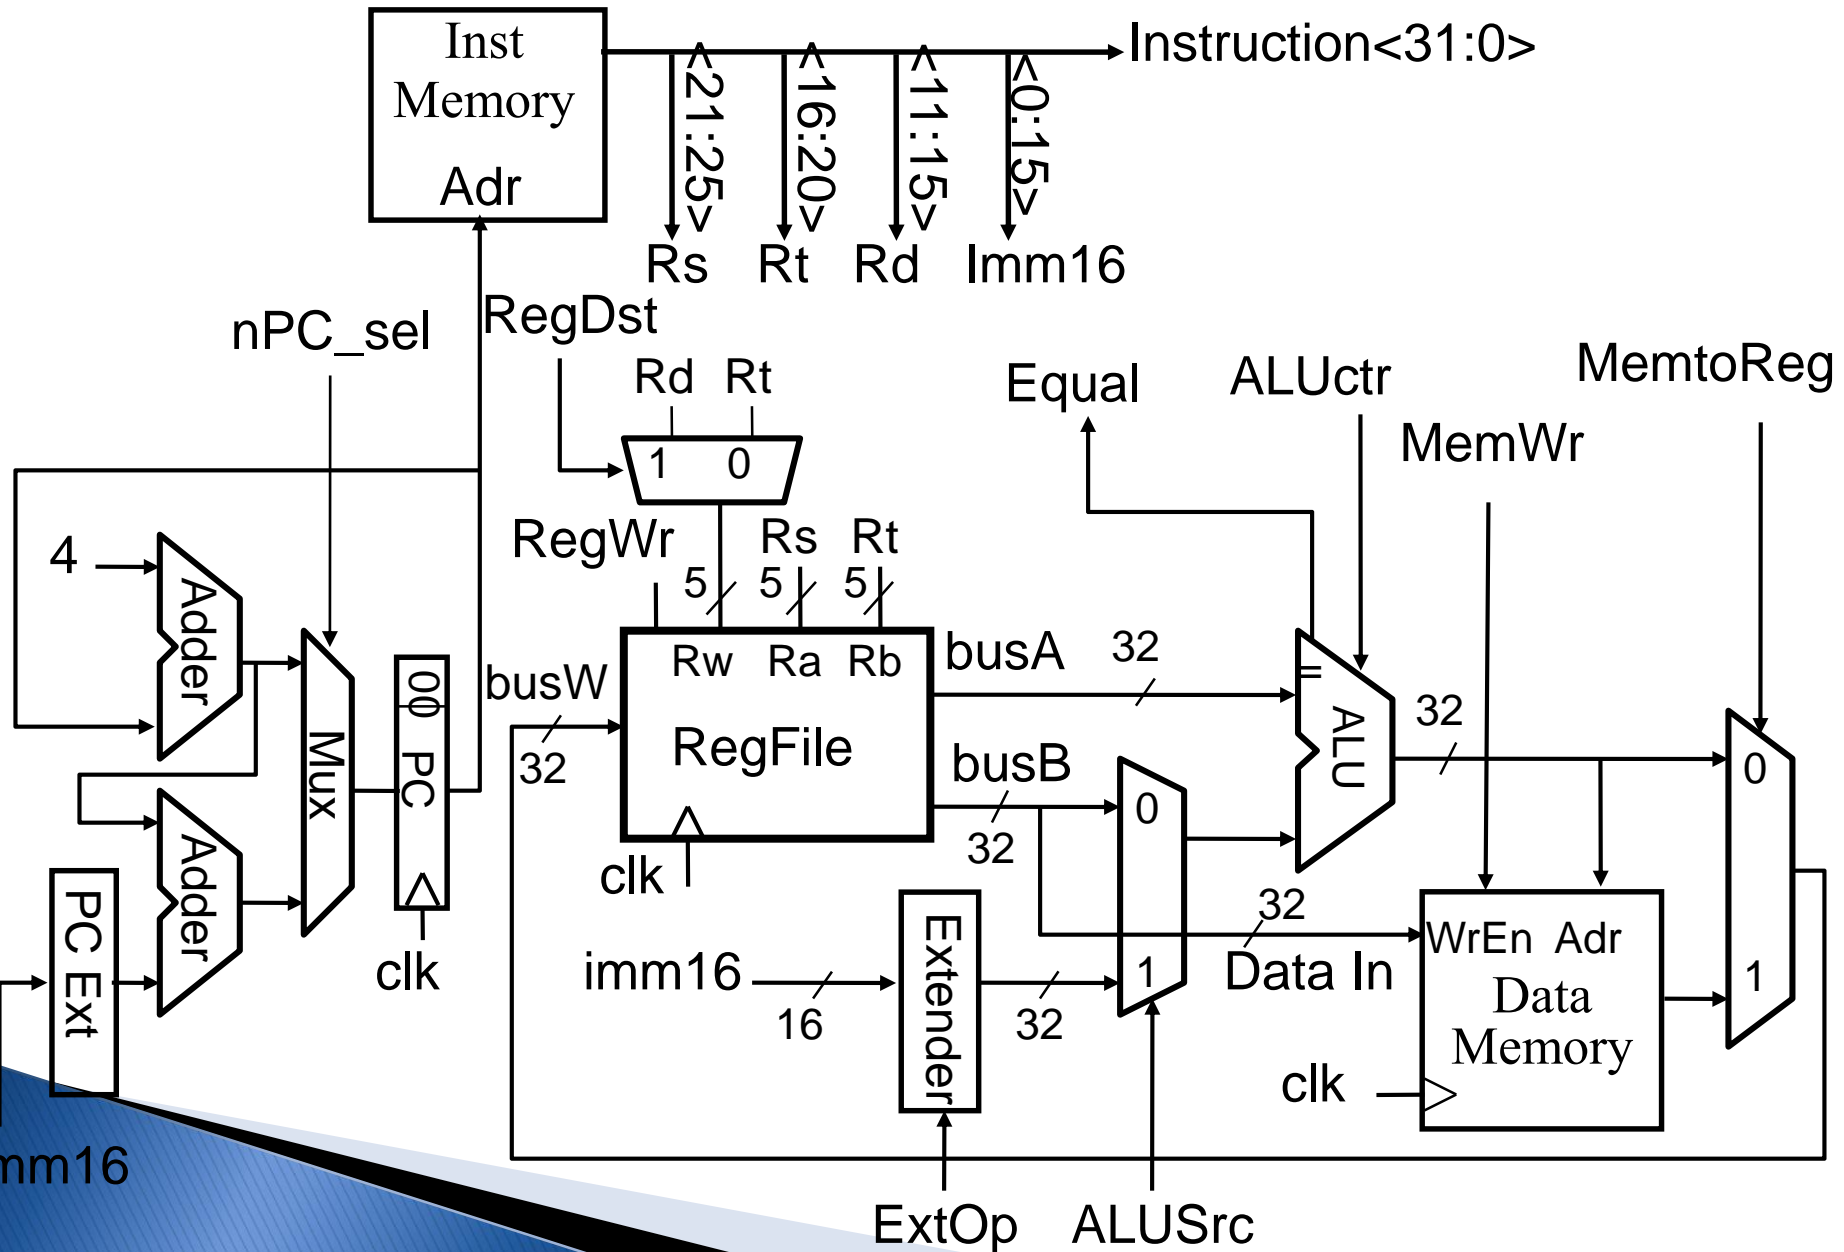 Inst
Memory
Adr
Instruction<31:0>
<21:25>
<16:20>
<11:15>
<0:15>
Rs
Rt
Rd
Imm16
nPC_sel
RegDst
Rd
Rt
1
0
Equal
ALUctr
MemWr
MemtoReg
4
Adder
RegWr
5
Rs
5
Rt
5
Rw
Ra
Rb
busW
32
RegFile
clk
busA
32
busB
32
=
ALU
32
0
1
Mux
00
PC
clk
Adder
PC Ext
mm16
imm16
16
Extender
32
0
1
32
Data In
WrEn
Adr
Data
Memory
clk
ExtOp
ALUSrc